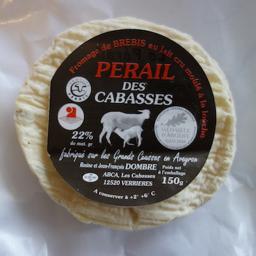 Fromage de BREBIS au lait cru moulé à la louche
PERAIL
DES
CABASSES
22%
de mat. gr.
fabriqué sur les Grands Causses en Aveyron
Jean-François DOMBRE
ABCA, Les Cabasses
12520 VERRIERES
Poids net
à l'emballage
150g
A conserver à +2° +6° C